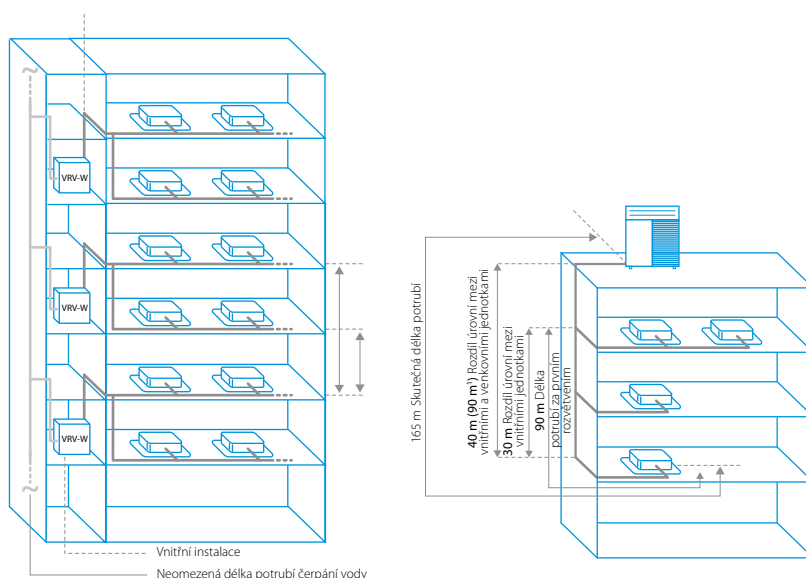 VRV-W
VRV-W
VRV-W
Vnitřní instalace
Neomezená délka potrubí čerpání vody
165 m Skutečná délka potrubí
40 m (90 m¹) Rozdíl úrovní mezi
vnitřními a venkovními jednotkami
30 m Rozdíl úrovní mezi
vnitřními jednotkami
90 m Délka
potrubí za prvním
rozvětvením